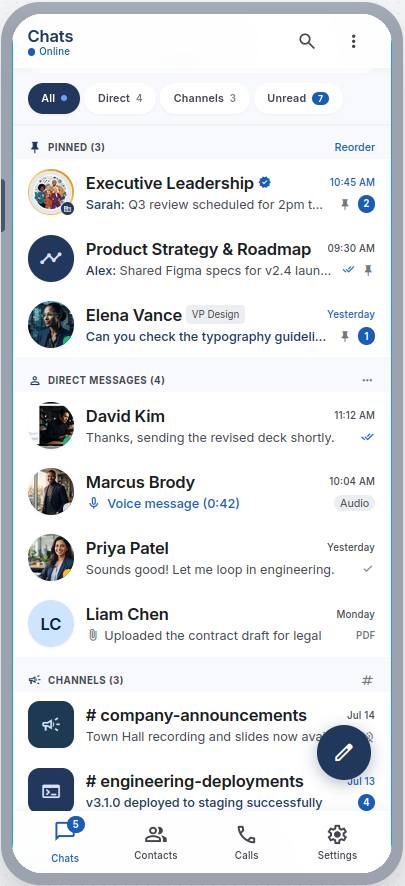 Chats
Online
All
Direct 4
Channels 3
Unread 7
PINNED (3)
Reorder
Executive Leadership
10:45 AM
Sarah: Q3 review scheduled for 2pm t...
2
Product Strategy & Roadmap
09:30 AM
Alex: Shared Figma specs for v2.4 laun...
Elena Vance
VP Design
Yesterday
Can you check the typography guideli...
1
DIRECT MESSAGES (4)
David Kim
11:12 AM
Thanks, sending the revised deck shortly.
Marcus Brody
10:04 AM
Voice message (0:42)
Audio
Priya Patel
Yesterday
Sounds good! Let me loop in engineering.
LC
Liam Chen
Monday
Uploaded the contract draft for legal
PDF
CHANNELS (3)
#
# company-announcements
Jul 14
Town Hall recording and slides now
# engineering-deployments
Jul 13
v3.1.0 deployed to staging successfully
4
5
Chats
Contacts
Calls
Settings